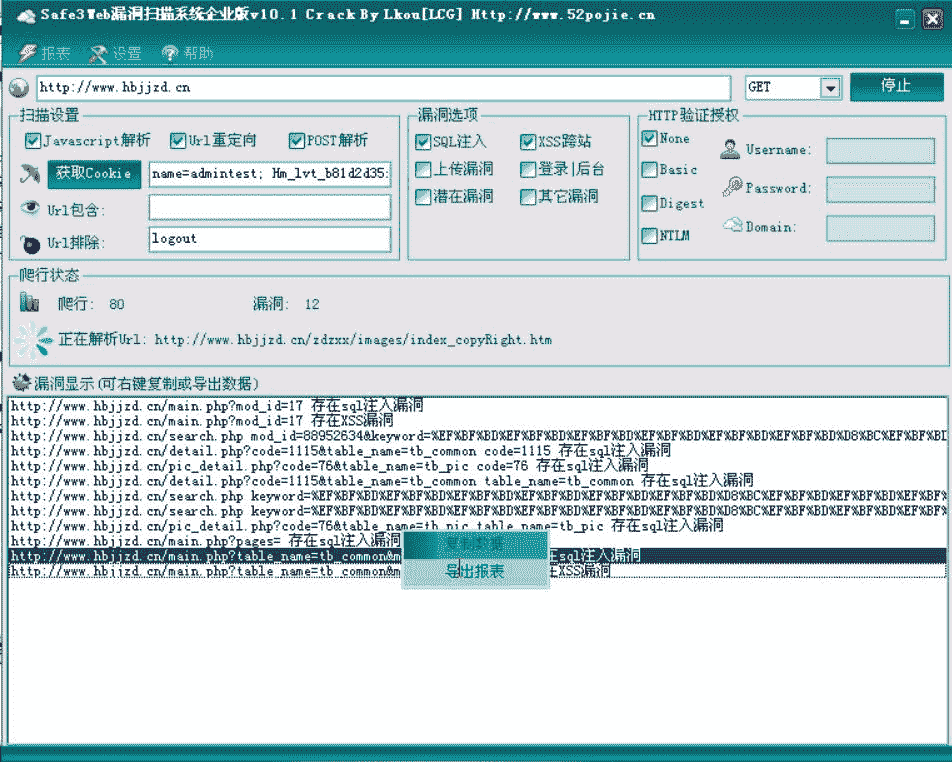 Safe3Web漏洞扫描系统企业版v10.1 Crack By Lkou[LCG] Http://www.52pojie.cn
报表 设置 帮助
http://www.hbjjzd.cn GET 停止
扫描设置 漏洞选项 HTTP验证授权
Javascript解析 Url重定向 POST解析 SQL注入 XSS跨站 None Username:
获取Cookie name=admintest; Hm_lvt_b81d2d35: 上传漏洞 登录|后台 Basic
Password:
Url包含: 潜在漏洞 其它漏洞 Digest
Url排除: logout NTLM Domain:
爬行状态
爬行: 80 漏洞: 12
正在解析Url: http://www.hbjjzd.cn/zdzxx/images/index_copyRight.htm
漏洞显示(可右键复制或导出数据)
http://www.hbjjzd.cn/main.php?mod_id=17 存在sql注入漏洞
http://www.hbjjzd.cn/main.php?mod_id=17 存在XSS漏洞
http://www.hbjjzd.cn/search.php mod_id=88952634&keyword=%EF%BF%BD%EF%BF%BD%EF%BF%BD%EF%BF%BD%EF%BF%BD%EF%BF%BD%D8%BC%EF%BF%BD
http://www.hbjjzd.cn/detail.php?code=1115&table_name=tb_common code=1115 存在sql注入漏洞
http://www.hbjjzd.cn/pic_detail.php?code=76&table_name=tb_pic code=76 存在sql注入漏洞
http://www.hbjjzd.cn/detail.php?code=1115&table_name=tb_common table_name=tb_common 存在sql注入漏洞
http://www.hbjjzd.cn/search.php keyword=%EF%BF%BD%EF%BF%BD%EF%BF%BD%EF%BF%BD%EF%BF%BD%EF%BF%BD%D8%BC%EF%BF%BD%EF%BF%
http://www.hbjjzd.cn/search.php keyword=%EF%BF%BD%EF%BF%BD%EF%BF%BD%EF%BF%BD%EF%BF%BD%EF%BF%BD%D8%BC%EF%BF%BD%EF%BF%
http://www.hbjjzd.cn/pic_detail.php?code=76&table_name=tb_pic table_name=tb_pic 存在sql注入漏洞
http://www.hbjjzd.cn/main.php?pages= 存在sql注入漏洞
复制数据
http://www.hbjjzd.cn/main.php?table_name=tb_common&m 在sql注入漏洞
http://www.hbjjzd.cn/main.php?table_name=tb_common&m 导出报表 在XSS漏洞